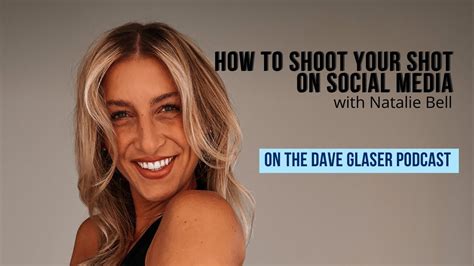 HOW TO SHOOT YOUR SHOT
ON SOCIAL MEDIA
with Natalie Bell
ON THE DAVE GLASER PODCAST